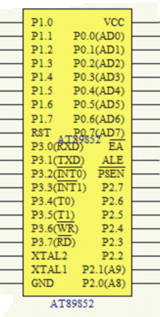 P1.0 VCC
P1.1 P0.0(AD0)
P1.2 P0.1(AD1)
P1.3 P0.2(AD2)
P1.4 P0.3(AD3)
P1.5 P0.4(AD4)
P1.6 P0.5(AD5)
P1.7 P0.6(AD6)
RST P0.7(AD7)
AT89852
P3.0(RXD) EA
P3.1(TXD) ALE
P3.2(INT0) PSEN
P3.3(INT1) P2.7
P3.4(T0) P2.6
P3.5(T1) P2.5
P3.6(WR) P2.4
P3.7(RD) P2.3
XTAL2 P2.2
XTAL1 P2.1(A9)
GND P2.0(A8)
AT89852